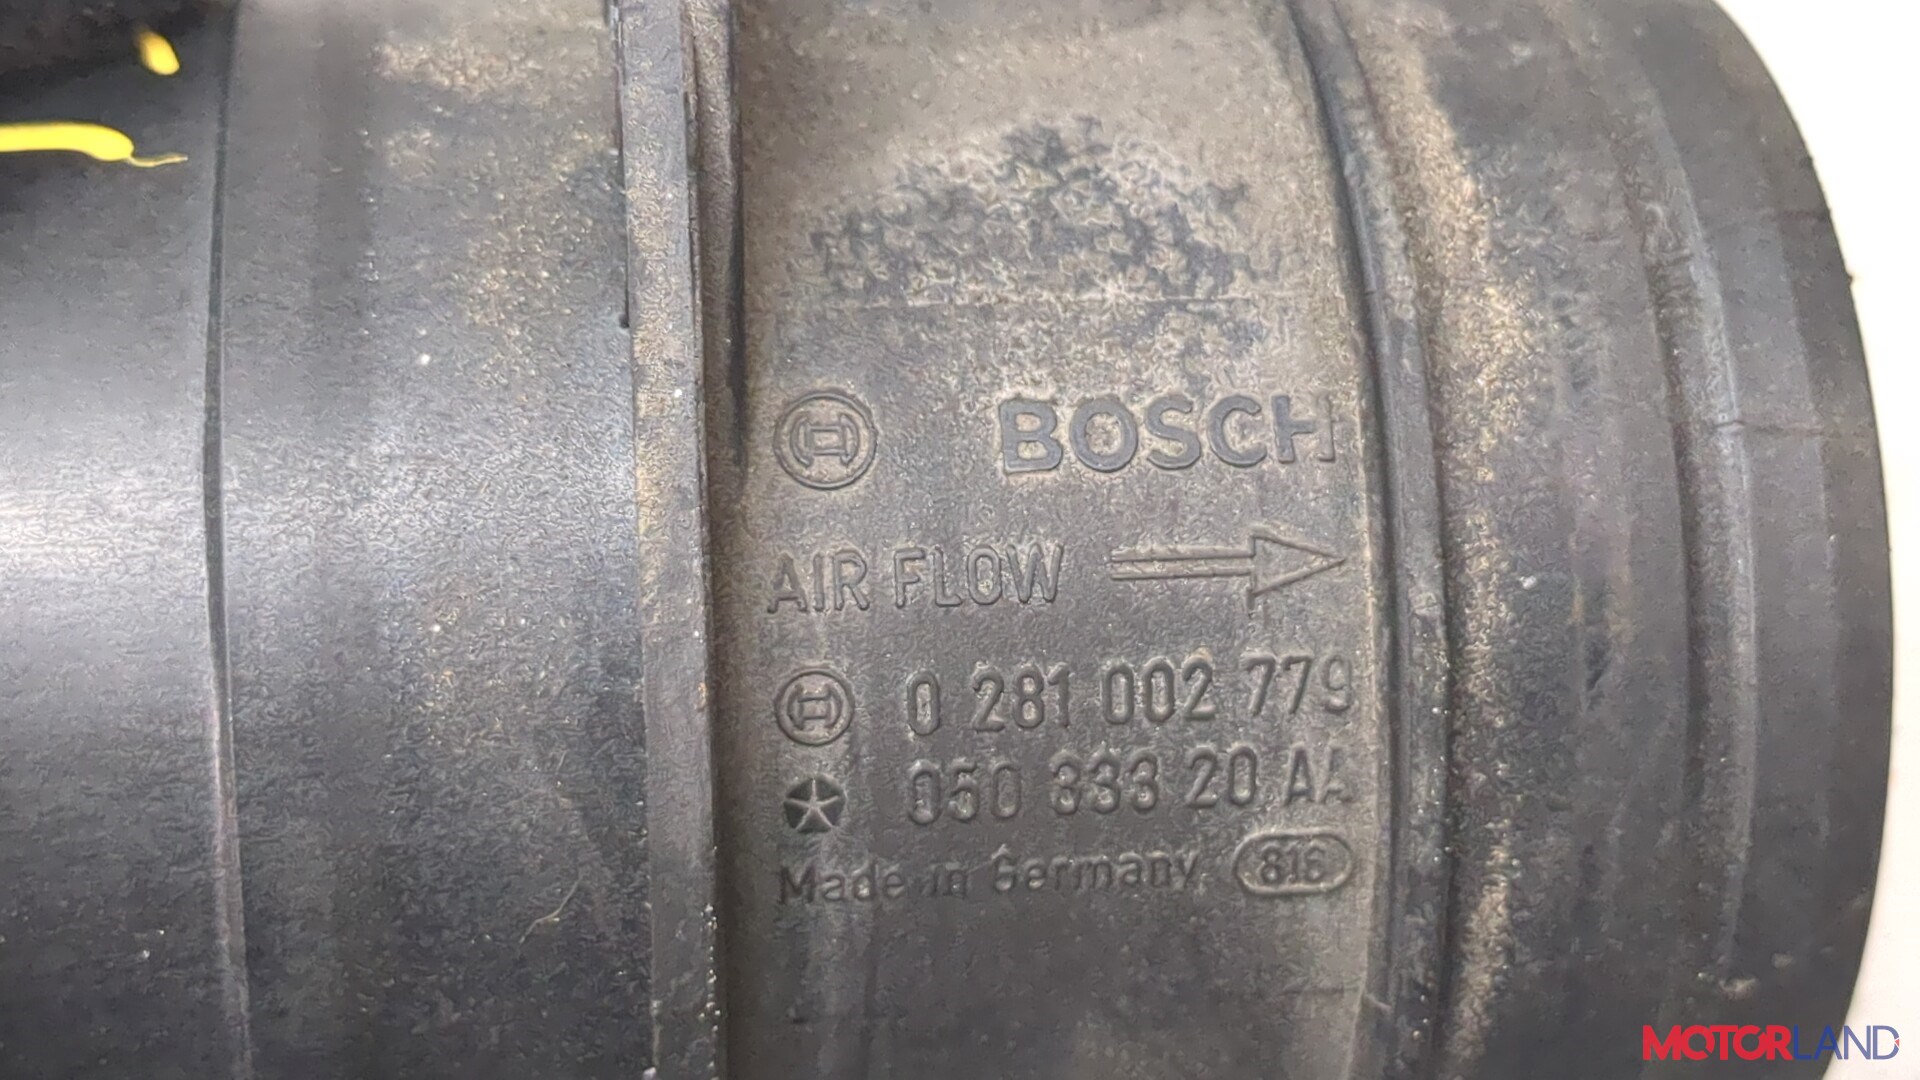 BOSCH
AIR FLOW
0 281 002 779
050 333 20 AA
Made in Germany 816
MOTORLAND